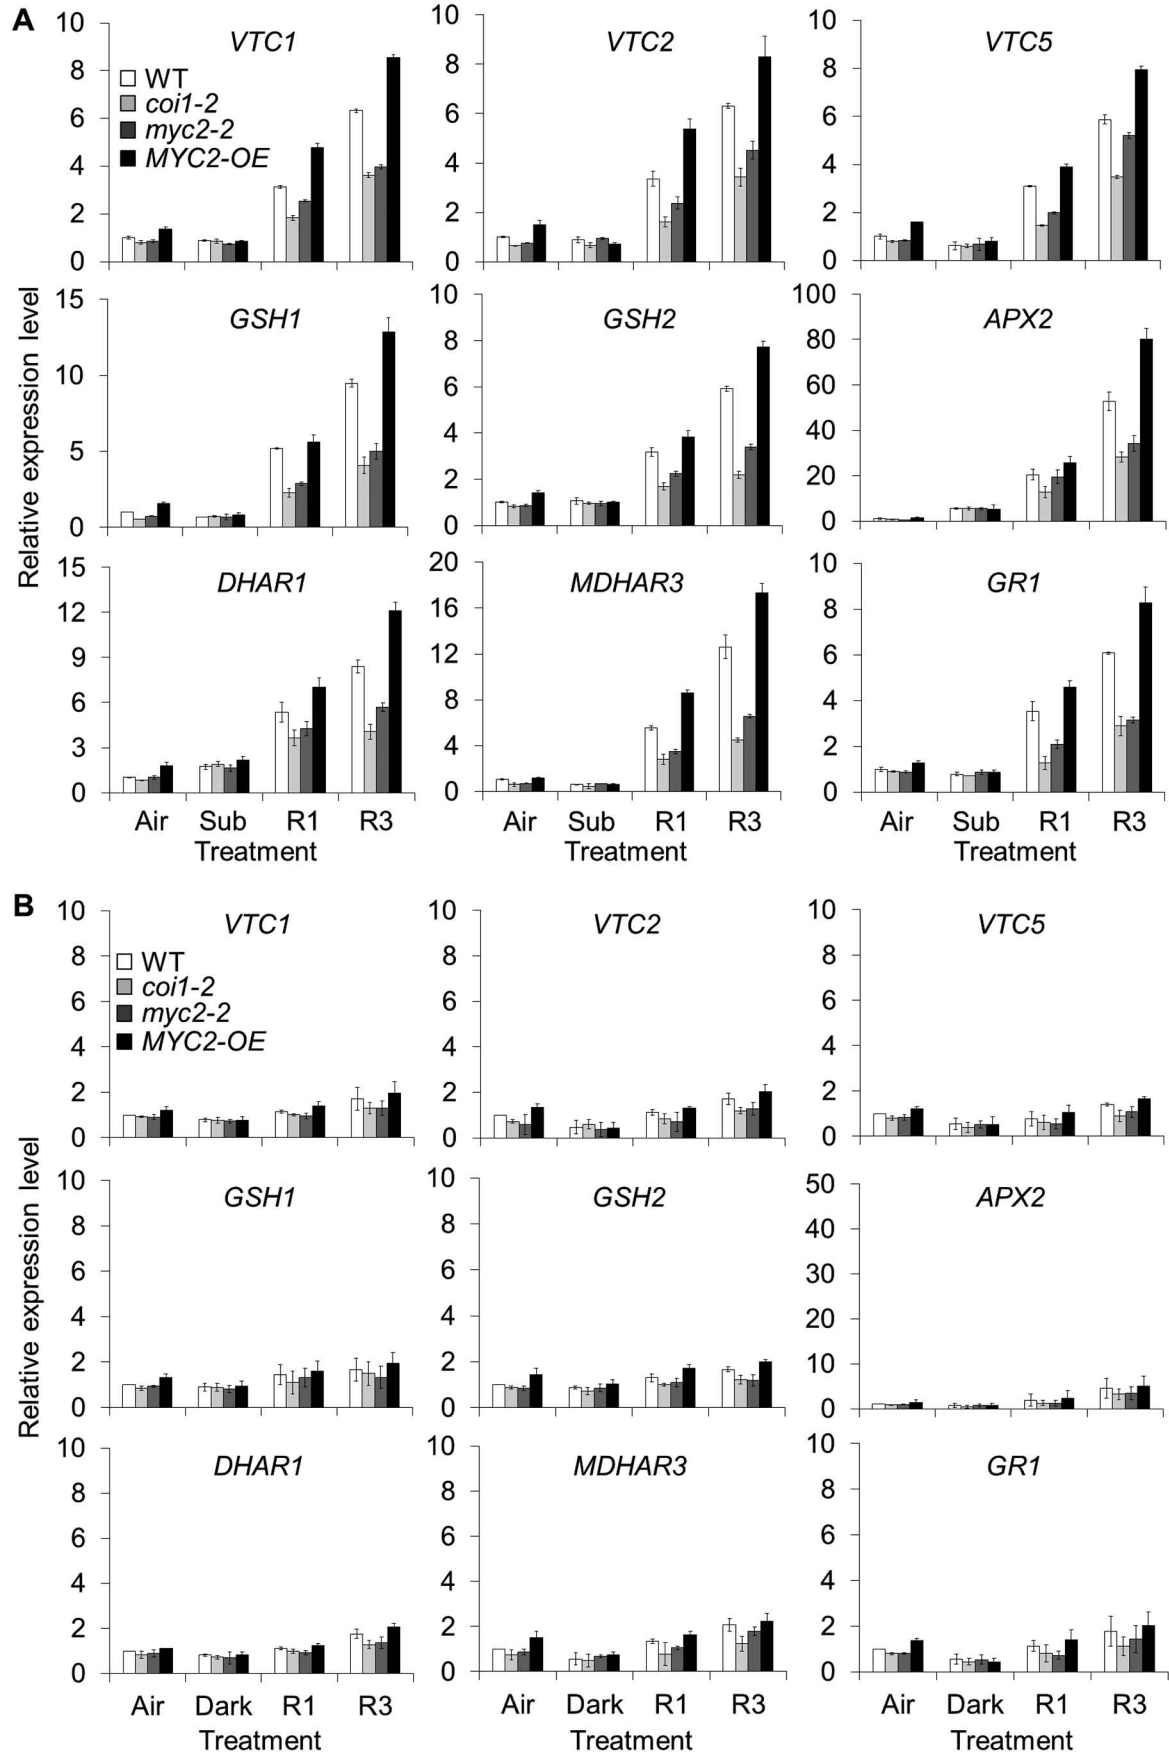 A
VTC1
VTC2
VTC5
10
8
6
4
2
0
WT
coi1-2
myc2-2
MYC2-OE
10
8
6
4
2
0
10
8
6
4
2
0
Relative expression level
GSH1
GSH2
APX2
15
10
5
0
10
8
6
4
2
0
100
80
60
40
20
0
DHAR1
MDHAR3
GR1
15
12
9
6
3
0
20
16
12
8
4
0
10
8
6
4
2
0
Air Sub R1 R3
Air Sub R1 R3
Air Sub R1 R3
Treatment
Treatment
Treatment
B
VTC1
VTC2
VTC5
10
8
6
4
2
0
WT
coi1-2
myc2-2
MYC2-OE
10
8
6
4
2
0
10
8
6
4
2
0
Relative expression level
GSH1
GSH2
APX2
10
8
6
4
2
0
10
8
6
4
2
0
50
40
30
20
10
0
DHAR1
MDHAR3
GR1
10
8
6
4
2
0
10
8
6
4
2
0
10
8
6
4
2
0
Air Dark R1 R3
Air Dark R1 R3
Air Dark R1 R3
Treatment
Treatment
Treatment